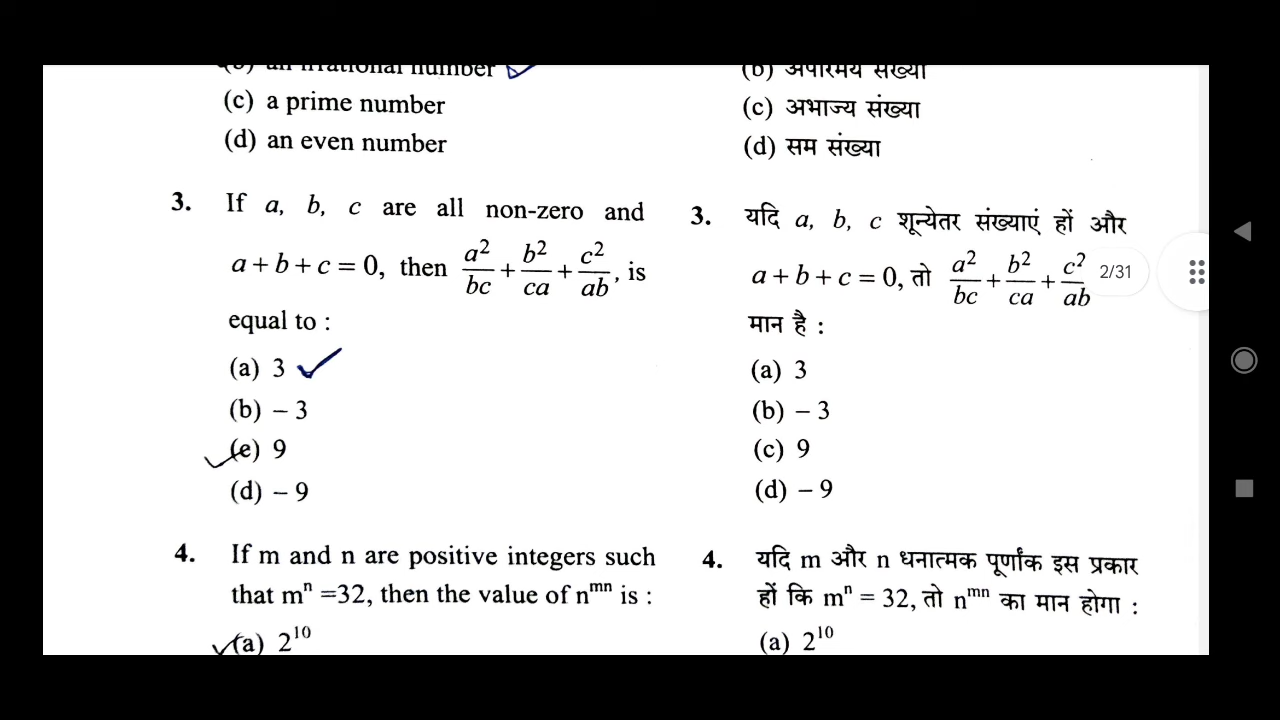 (b) an irrational number
(c) a prime number
(d) an even number
3. If a, b, c are all non-zero and
a + b + c = 0, then a²/bc + b²/ca + c²/ab, is
equal to :
(a) 3
(b) – 3
(c) 9
(d) – 9
4. If m and n are positive integers such
that mⁿ =32, then the value of nᵐⁿ is :
(a) 2¹⁰
(b) अपरिमेय संख्या
(c) अभाज्य संख्या
(d) सम संख्या
3. यदि a, b, c शून्येतर संख्याएं हों और
a + b + c = 0, तो a²/bc + b²/ca + c²/ab
मान है :
(a) 3
(b) – 3
(c) 9
(d) – 9
4. यदि m और n धनात्मक पूर्णांक इस प्रकार
हों कि mⁿ = 32, तो nᵐⁿ का मान होगा :
(a) 2¹⁰
2/31